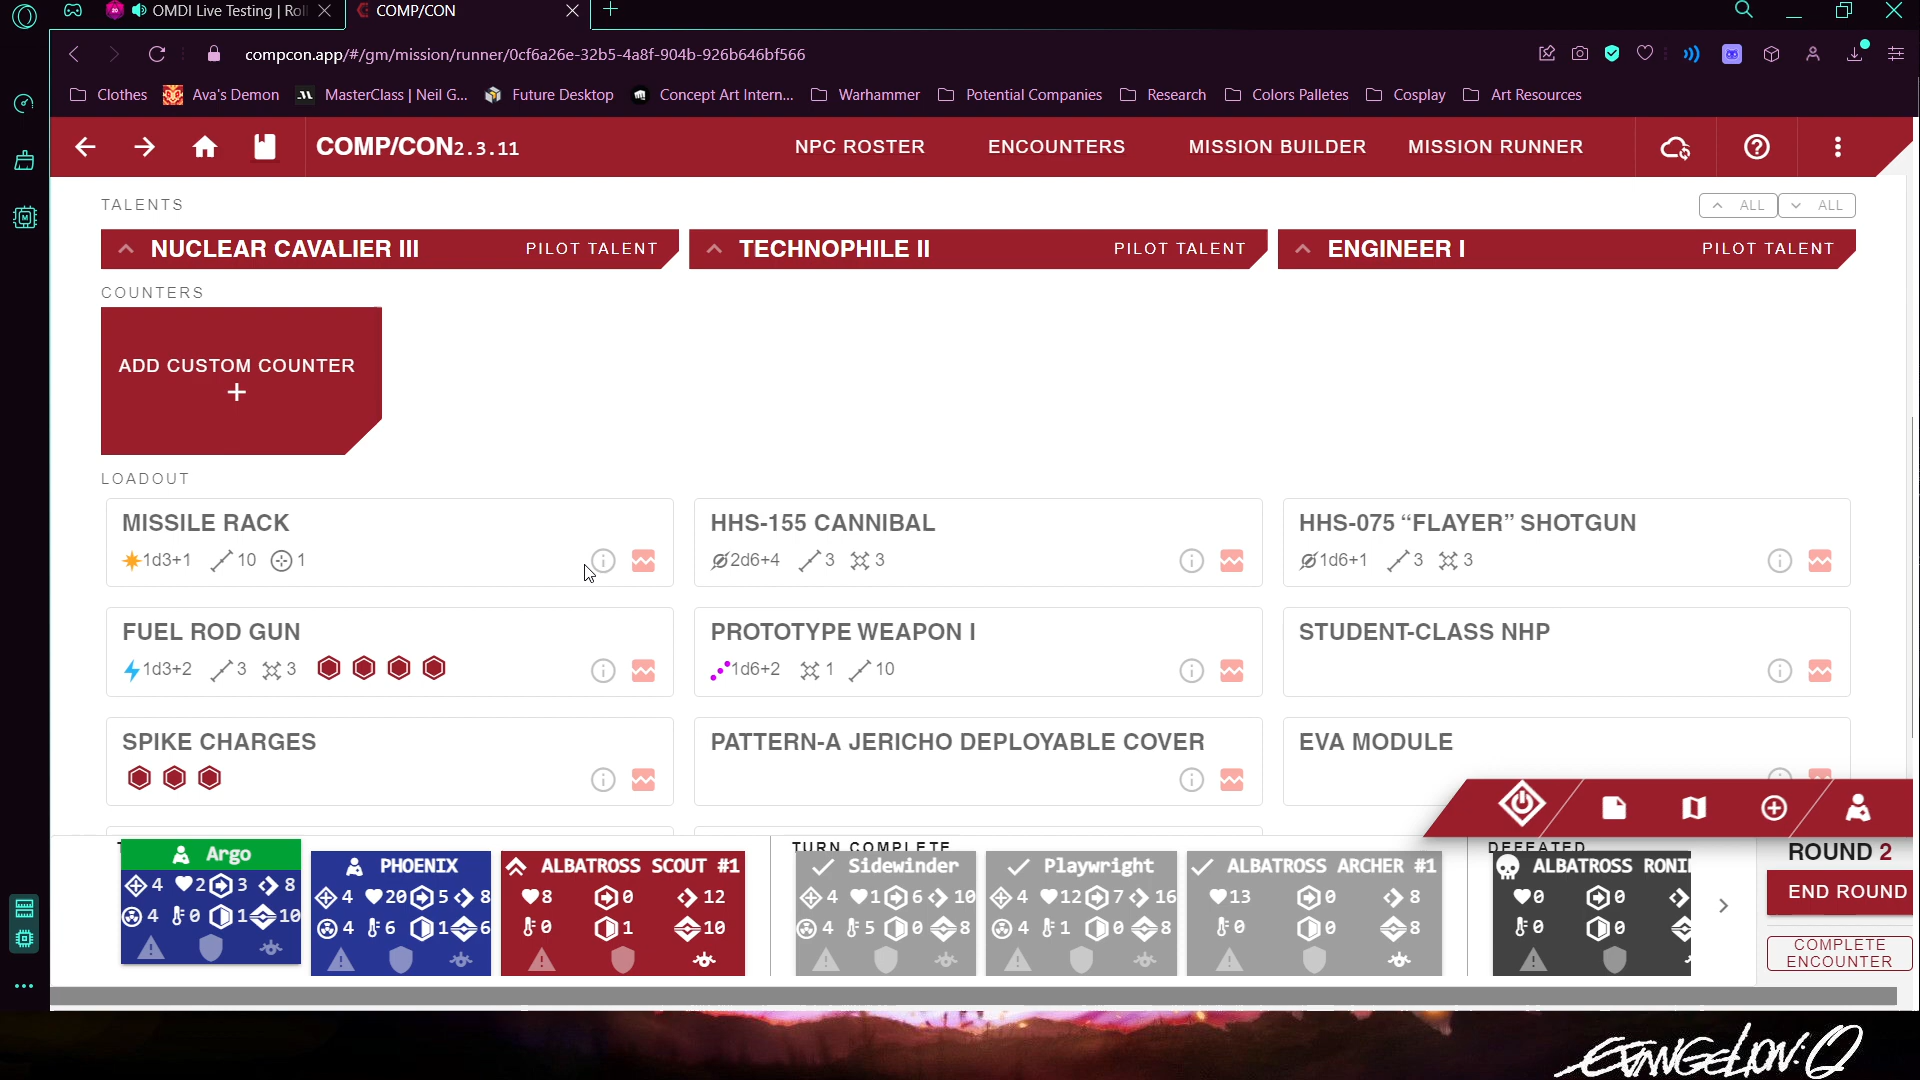 OMDI Live Testing | Roll
COMP/CON
compcon.app/#/gm/mission/runner/0cf6a26e-32b5-4a8f-904b-926b646bf566
Clothes Ava's Demon MasterClass | Neil G... Future Desktop Concept Art Intern... Warhammer Potential Companies Research Colors Palletes Cosplay Art Resources
COMP/CON 2.3.11 NPC ROSTER ENCOUNTERS MISSION BUILDER MISSION RUNNER
TALENTS ALL ALL
NUCLEAR CAVALIER III PILOT TALENT TECHNOPHILE II PILOT TALENT ENGINEER I PILOT TALENT
COUNTERS
ADD CUSTOM COUNTER
+
LOADOUT
MISSILE RACK HHS-155 CANNIBAL HHS-075 “FLAYER” SHOTGUN
1d3+1 10 1 2d6+4 3 3 1d6+1 3 3
FUEL ROD GUN PROTOTYPE WEAPON I STUDENT-CLASS NHP
1d3+2 3 3 1d6+2 1 10
SPIKE CHARGES PATTERN-A JERICHO DEPLOYABLE COVER EVA MODULE
TURN COMPLETE DEFEATED ROUND 2
Argo PHOENIX ALBATROSS SCOUT #1 Sidewinder Playwright ALBATROSS ARCHER #1 ALBATROSS RONI
4 2 3 8 4 20 5 8 8 0 12 4 1 6 10 4 12 7 16 13 0 8 0 0
4 0 1 10 4 6 1 6 0 1 10 4 5 0 8 4 1 0 8 0 0 8 0 0
END ROUND
COMPLETE
ENCOUNTER
EVANGELION:Q